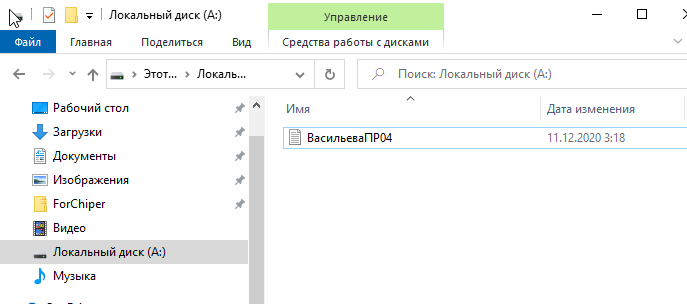 Локальный диск (A:)
Управление
Файл
Главная
Поделиться
Вид
Средства работы с дисками
Этот...
Локаль...
Поиск: Локальный диск (A:)
Рабочий стол
Загрузки
Документы
Изображения
ForChiper
Видео
Локальный диск (A:)
Музыка
Имя
Дата изменения
ВасильеваПР04
11.12.2020 3:18